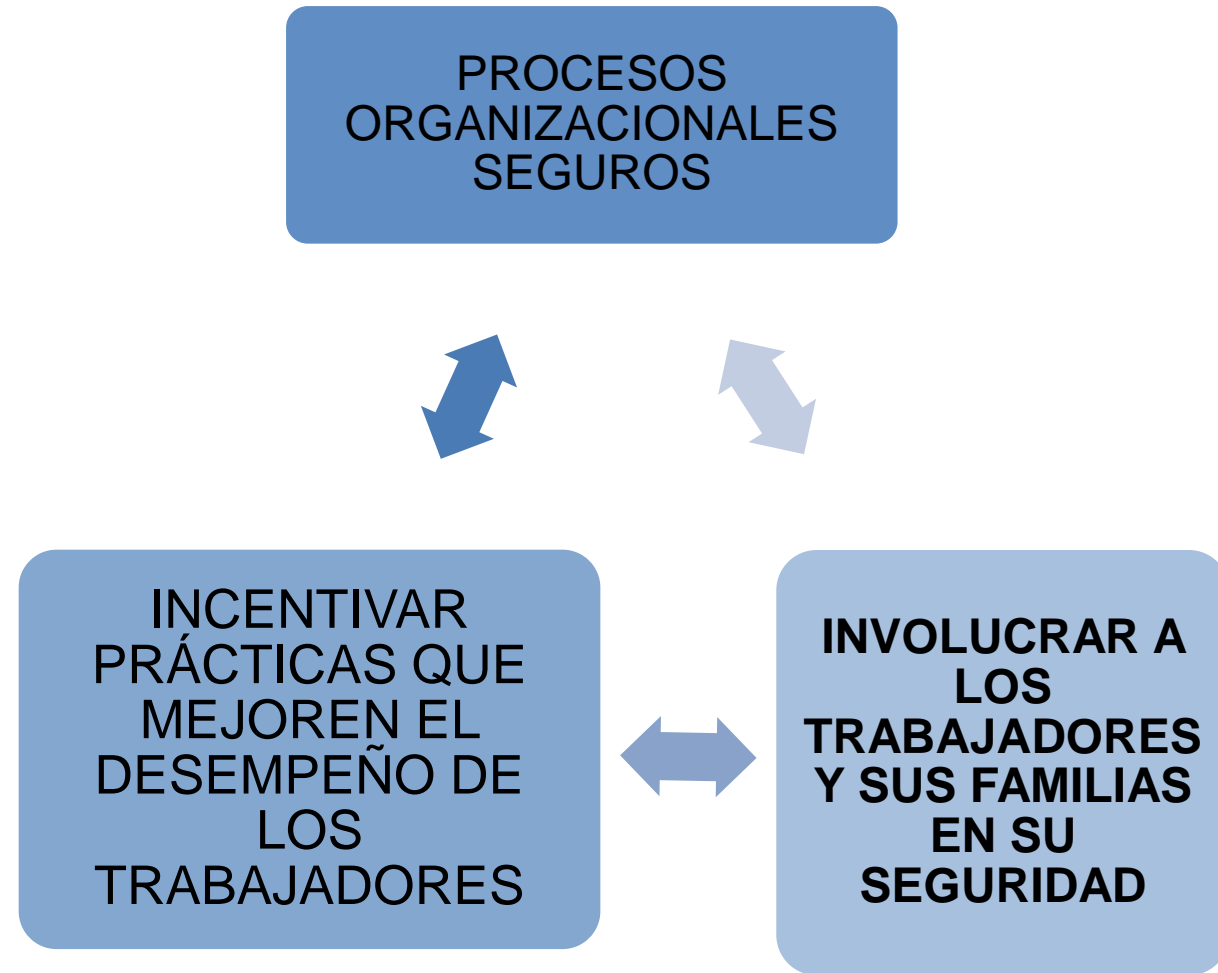 PROCESOS
ORGANIZACIONALES
SEGUROS
INCENTIVAR
PRÁCTICAS QUE
MEJOREN EL
DESEMPEÑO DE
LOS
TRABAJADORES
INVOLUCRAR A
LOS
TRABAJADORES
Y SUS FAMILIAS
EN SU
SEGURIDAD